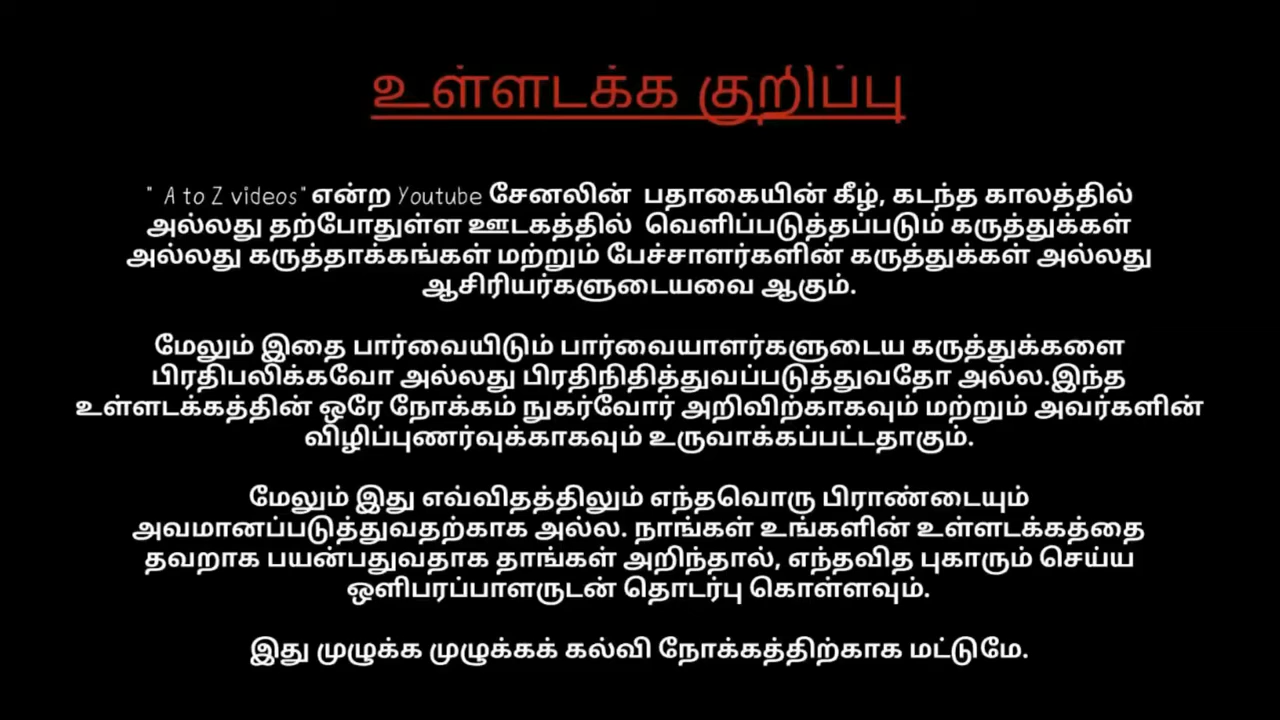 உள்ளடக்க குறிப்பு
" A to Z videos" என்ற Youtube சேனலின் பதாகையின் கீழ், கடந்த காலத்தில்
அல்லது தற்போதுள்ள ஊடகத்தில் வெளிப்படுத்தப்படும் கருத்துக்கள்
அல்லது கருத்தாக்கங்கள் மற்றும் பேச்சாளர்களின் கருத்துக்கள் அல்லது
ஆசிரியர்களுடையவை ஆகும்.
மேலும் இதை பார்வையிடும் பார்வையாளர்களுடைய கருத்துக்களை
பிரதிபலிக்கவோ அல்லது பிரதிநிதித்துவப்படுத்துவதோ அல்ல.இந்த
உள்ளடக்கத்தின் ஒரே நோக்கம் நுகர்வோர் அறிவிற்காகவும் மற்றும் அவர்களின்
விழிப்புணர்வுக்காகவும் உருவாக்கப்பட்டதாகும்.
மேலும் இது எவ்விதத்திலும் எந்தவொரு பிராண்டையும்
அவமானப்படுத்துவதற்காக அல்ல. நாங்கள் உங்களின் உள்ளடக்கத்தை
தவறாக பயன்பதுவதாக தாங்கள் அறிந்தால், எந்தவித புகாரும் செய்ய
ஒளிபரப்பாளருடன் தொடர்பு கொள்ளவும்.
இது முழுக்க முழுக்கக் கல்வி நோக்கத்திற்காக மட்டுமே.